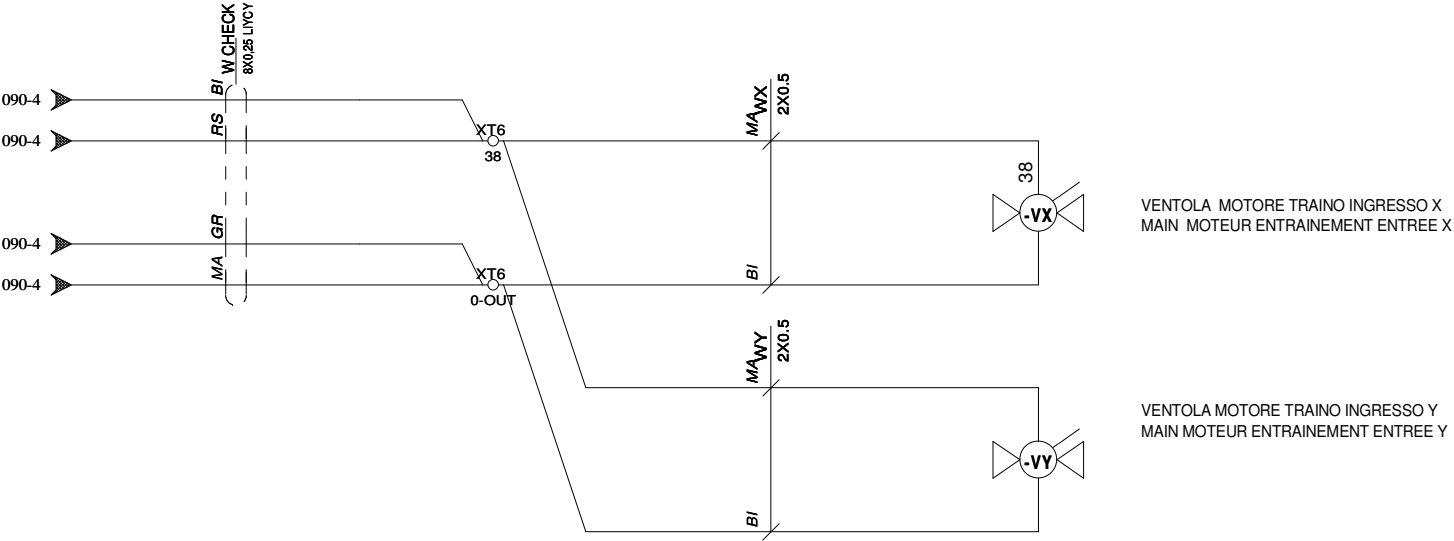 W CHECK
8X0,25 LIYCY
090-4
BI
090-4
RS
090-4
GR
090-4
MA
XT6
38
XT6
0-OUT
MA
WX
2X0.5
BI
38
-VX
VENTOLA MOTORE TRAINO INGRESSO X
MAIN MOTEUR ENTRAINEMENT ENTREE X
MA
WY
2X0.5
BI
-VY
VENTOLA MOTORE TRAINO INGRESSO Y
MAIN MOTEUR ENTRAINEMENT ENTREE Y